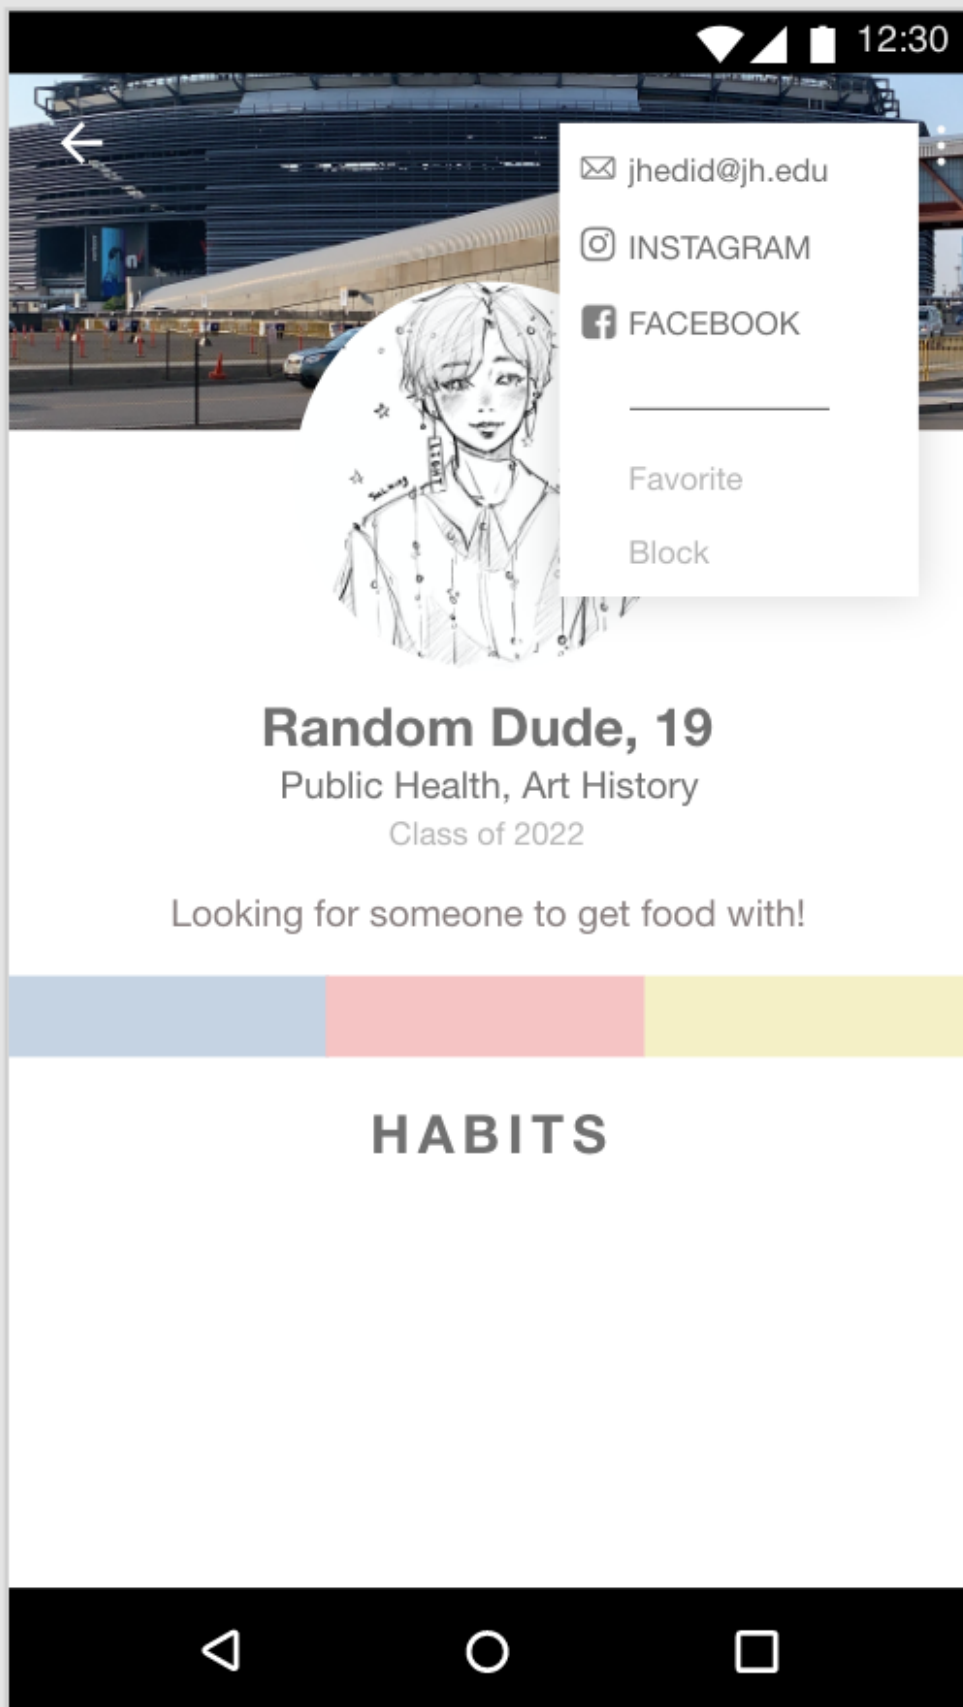 12:30
jhedid@jh.edu
INSTAGRAM
FACEBOOK
Favorite
Block
LIGHT
Random Dude, 19
Public Health, Art History
Class of 2022
Looking for someone to get food with!
HABITS